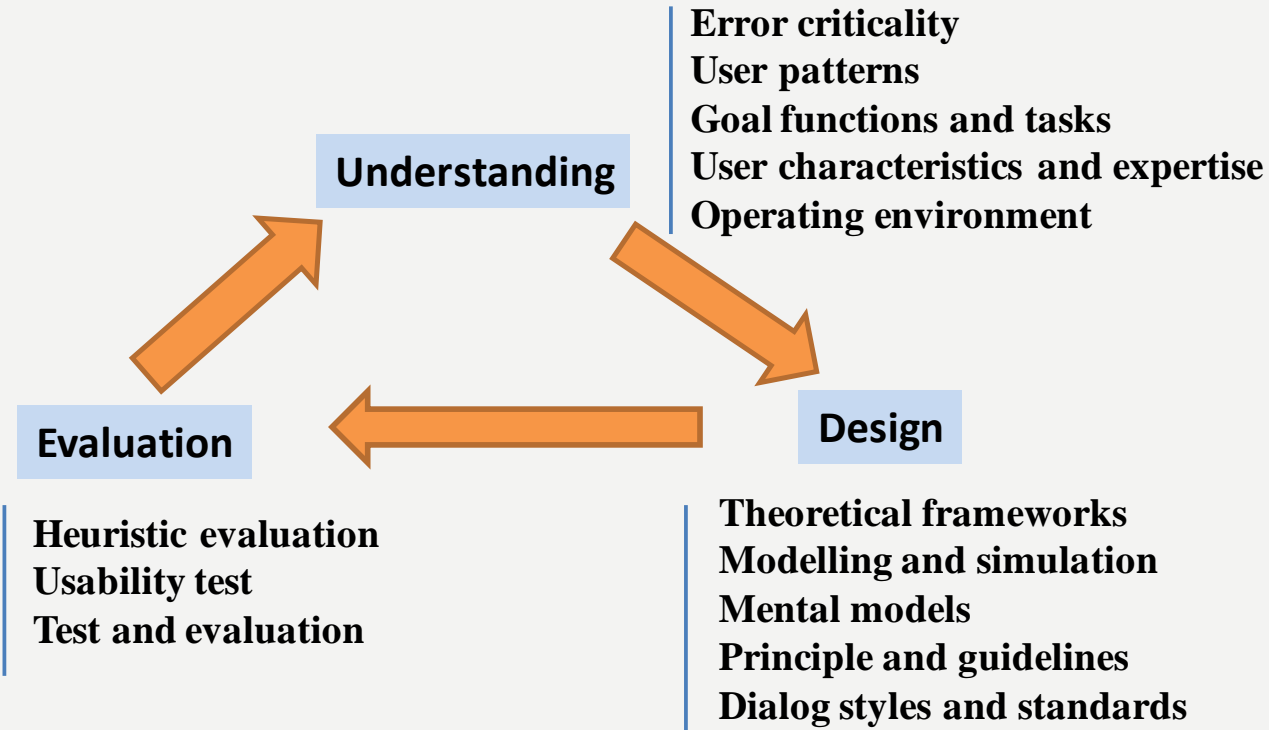 Understanding
Error criticality
User patterns
Goal functions and tasks
User characteristics and expertise
Operating environment
Evaluation
Heuristic evaluation
Usability test
Test and evaluation
Design
Theoretical frameworks
Modelling and simulation
Mental models
Principle and guidelines
Dialog styles and standards